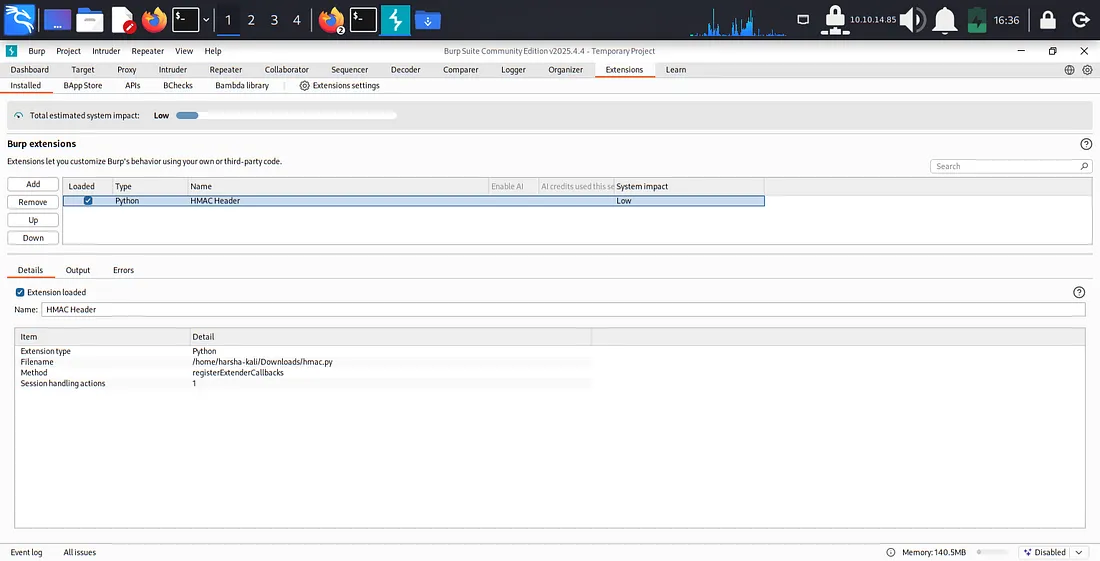 1 2 3 4 2 10.10.14.85 16:36
Burp Project Intruder Repeater View Help Burp Suite Community Edition v2025.4.4 - Temporary Project
Dashboard Target Proxy Intruder Repeater Collaborator Sequencer Decoder Comparer Logger Organizer Extensions Learn
Installed BApp Store APIs BChecks Bambda library Extensions settings
Total estimated system impact: Low
Burp extensions
Extensions let you customize Burp's behavior using your own or third-party code.
Search
Add Loaded Type Name Enable AI AI credits used this se System impact
Remove Python HMAC Header Low
Up
Down
Details Output Errors
Extension loaded
Name: HMAC Header
Item Detail
Extension type Python
Filename /home/harsha-kali/Downloads/hmac.py
Method registerExtenderCallbacks
Session handling actions 1
Event log All issues Memory: 140.5MB Disabled